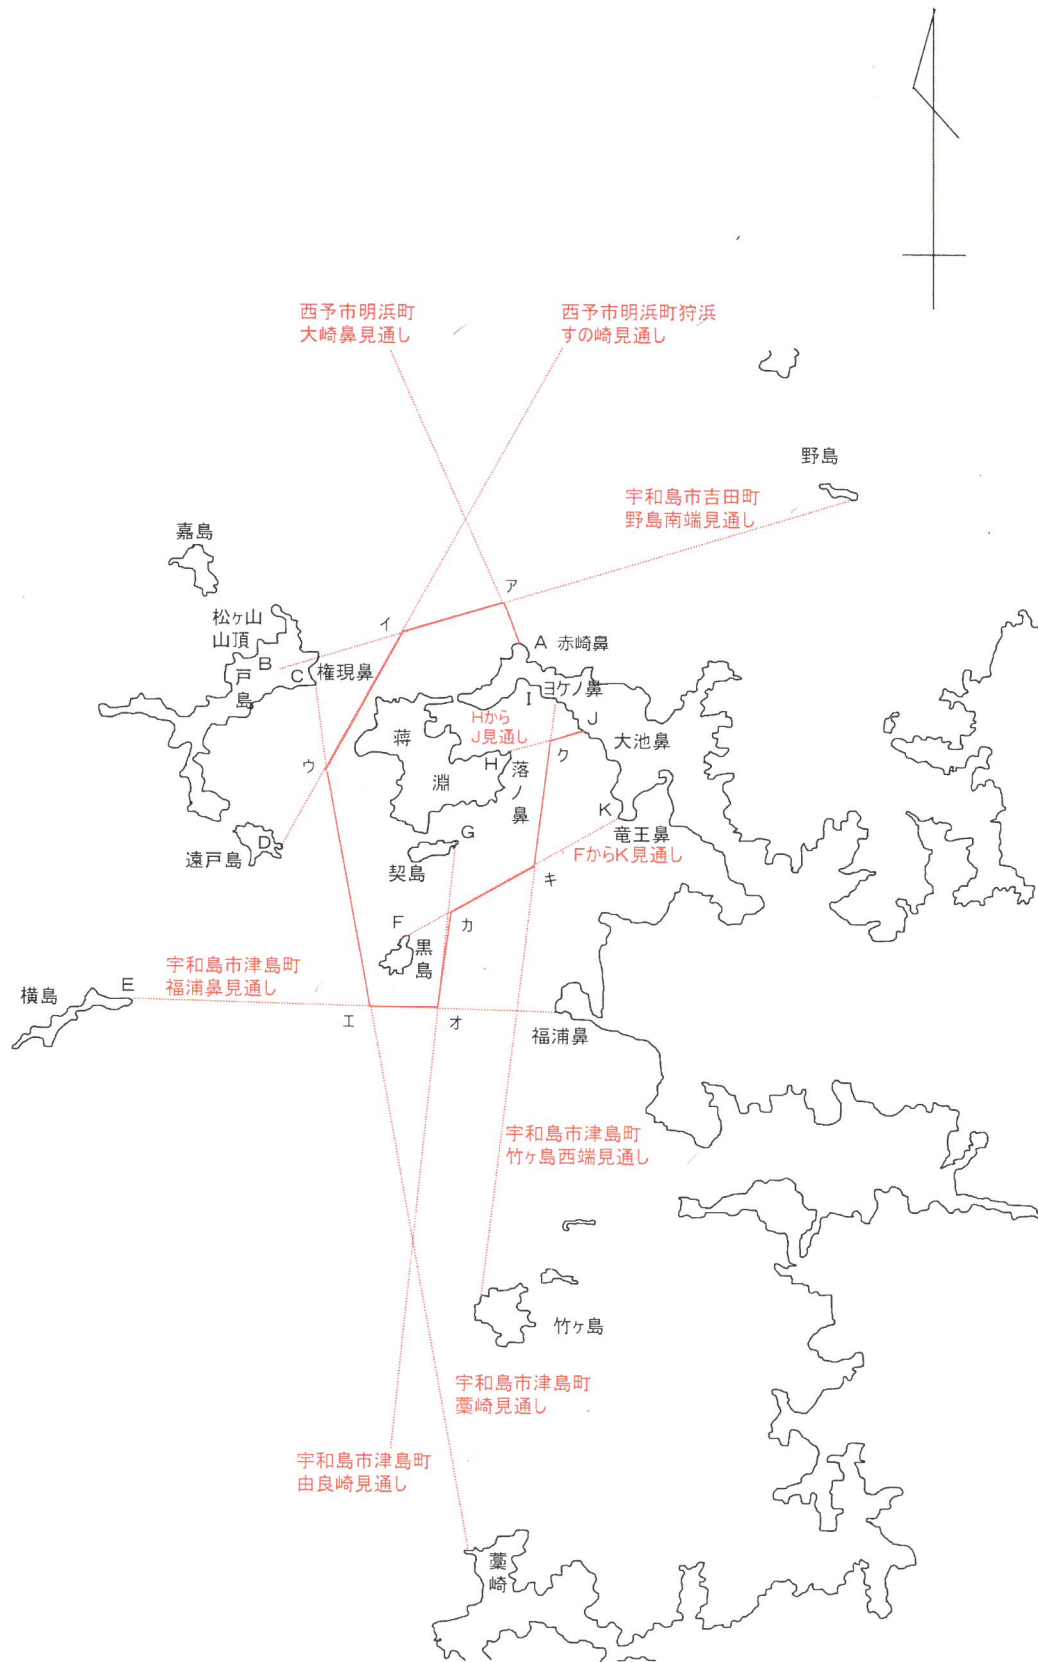 西予市明浜町
大崎鼻見通し
西予市明浜町狩浜
すの崎見通し
野島
宇和島市吉田町
野島南端見通し
嘉島
ア
松ヶ山
山頂
イ
A 赤崎鼻
B
戸島
C
権現鼻
I
ヨケノ鼻
J
Hから
J見通し
大池鼻
蒋
淵
H
落ノ鼻
ク
ウ
K
竜王鼻
G
D
遠戸島
契島
FからK見通し
キ
F
カ
黒島
宇和島市津島町
福浦鼻見通し
横島
E
エ
オ
福浦鼻
宇和島市津島町
竹ヶ島西端見通し
竹ヶ島
宇和島市津島町
藁崎見通し
宇和島市津島町
由良崎見通し
藁崎